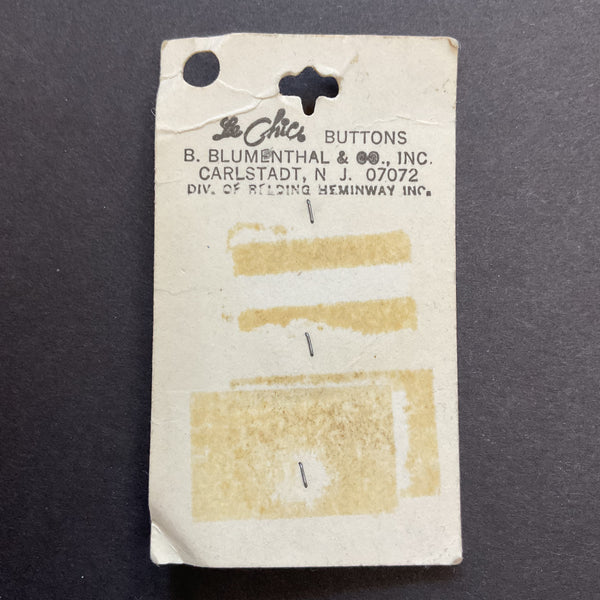 Le Chic. BUTTONS
B. BLUMENTHAL & CO., INC.
CARLSTADT, N J. 07072
DIV. OF BELDING HEMINWAY INC.